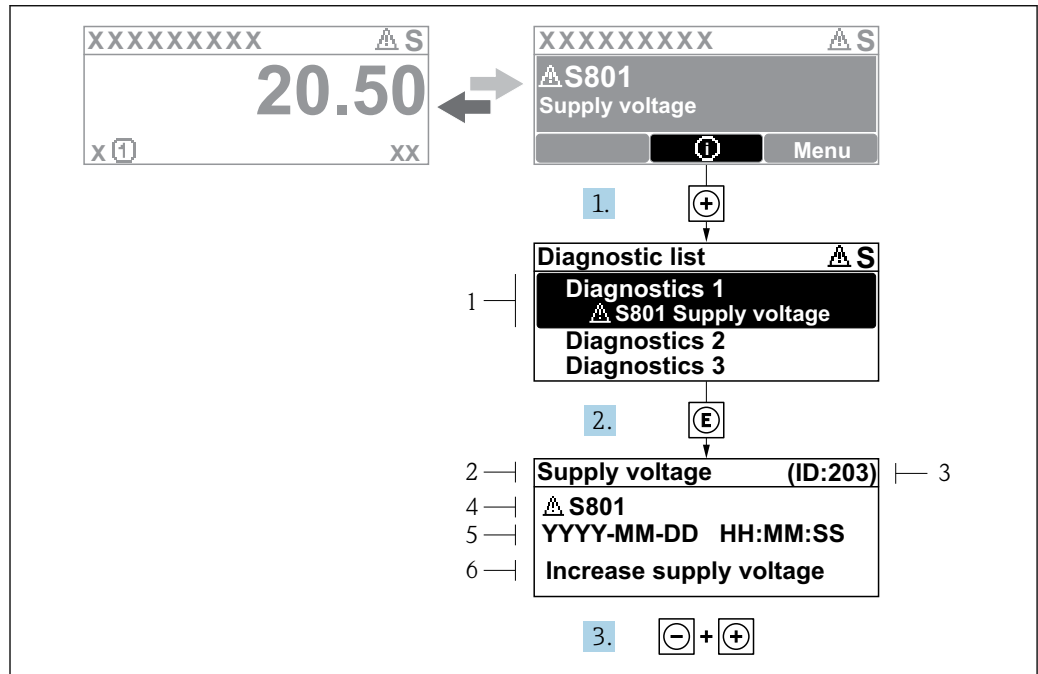 XXXXXXXXX ⚠ S
20.50
X 1 XX
XXXXXXXXX ⚠ S
⚠ S801
Supply voltage
i Menu
1. +
Diagnostic list ⚠ S
1
Diagnostics 1
⚠ S801 Supply voltage
Diagnostics 2
Diagnostics 3
2. E
2 Supply voltage (ID:203) 3
4 ⚠ S801
5 YYYY-MM-DD HH:MM:SS
6 Increase supply voltage
3. - + +